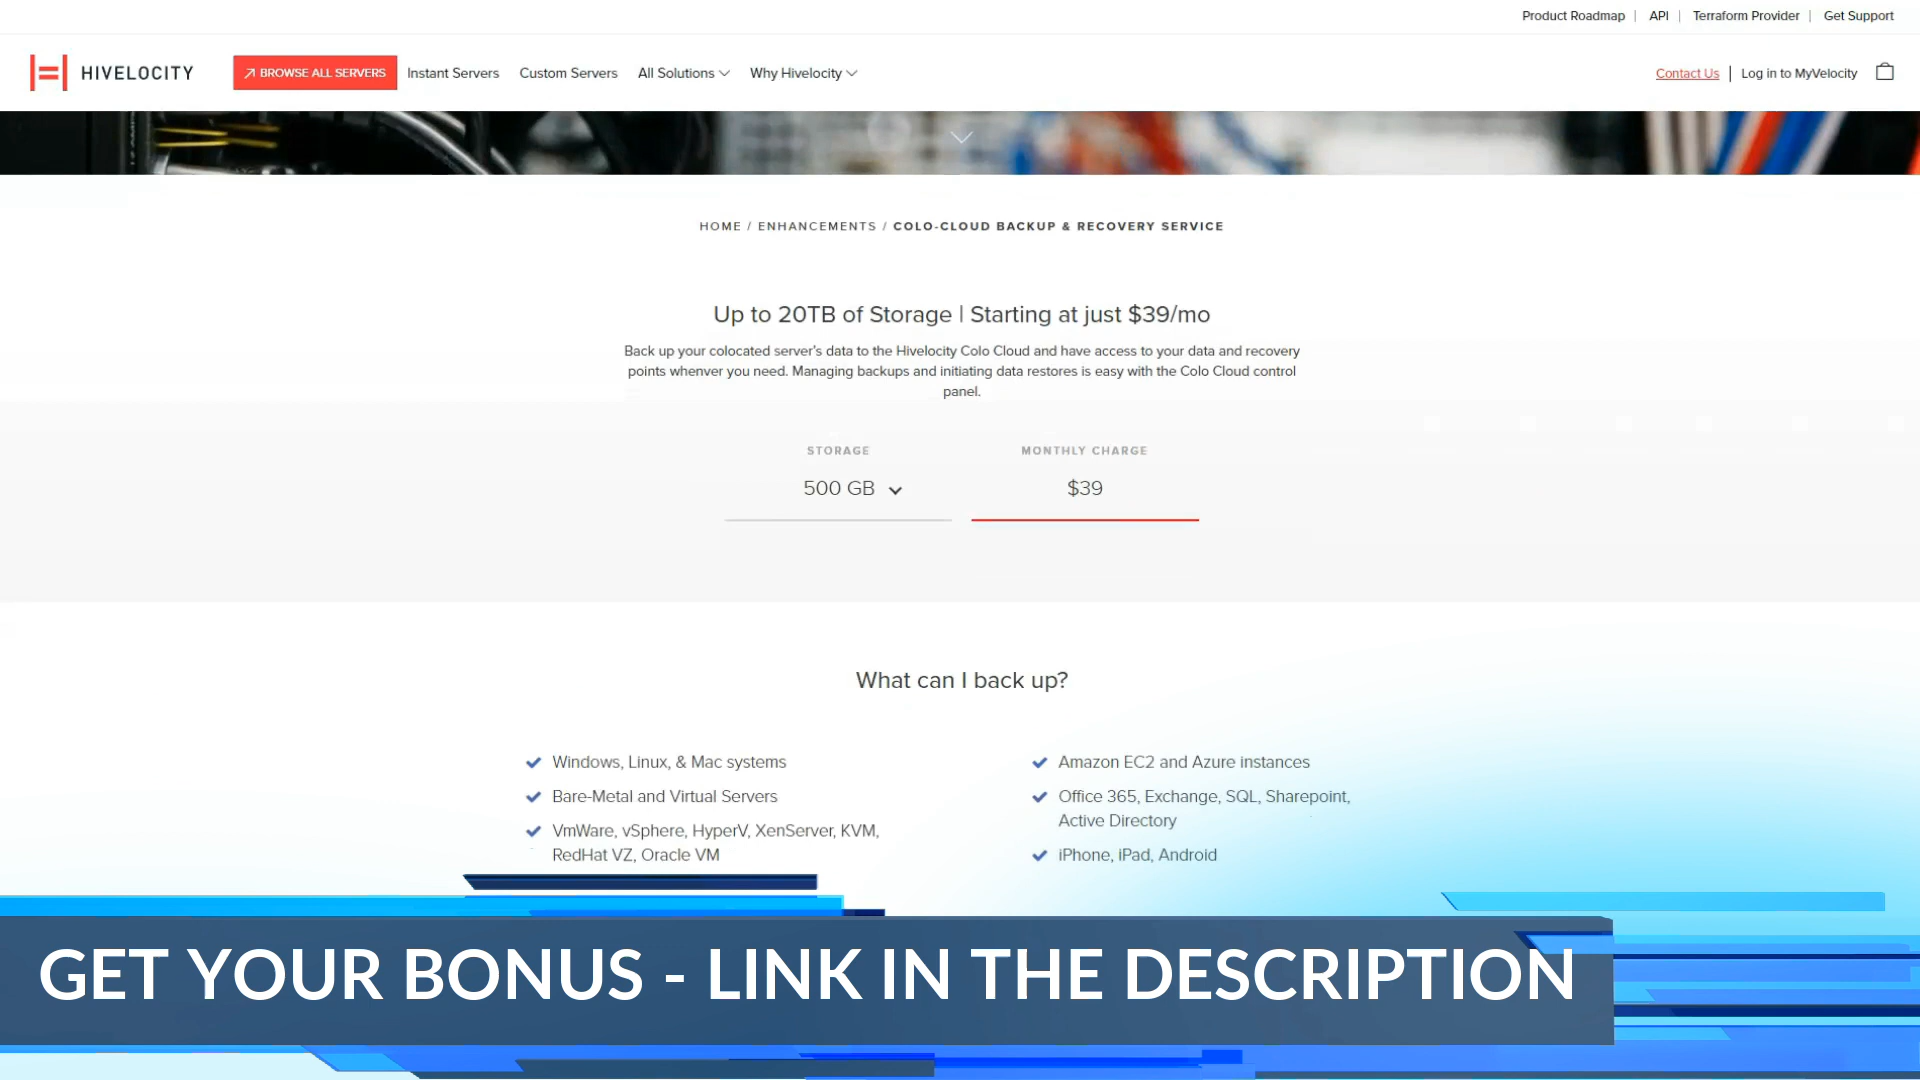 Product Roadmap | API | Terraform Provider | Get Support
HIVELOCITY
BROWSE ALL SERVERS Instant Servers Custom Servers All Solutions Why Hivelocity
Contact Us | Log in to MyVelocity
HOME / ENHANCEMENTS / COLO-CLOUD BACKUP & RECOVERY SERVICE
Up to 20TB of Storage | Starting at just $39/mo
Back up your colocated server's data to the Hivelocity Colo Cloud and have access to your data and recovery
points whenver you need. Managing backups and initiating data restores is easy with the Colo Cloud control
panel.
STORAGE
500 GB
MONTHLY CHARGE
$39
What can I back up?
Windows, Linux, & Mac systems
Bare-Metal and Virtual Servers
VmWare, vSphere, HyperV, XenServer, KVM,
RedHat VZ, Oracle VM
Amazon EC2 and Azure instances
Office 365, Exchange, SQL, Sharepoint,
Active Directory
iPhone, iPad, Android
GET YOUR BONUS - LINK IN THE DESCRIPTION